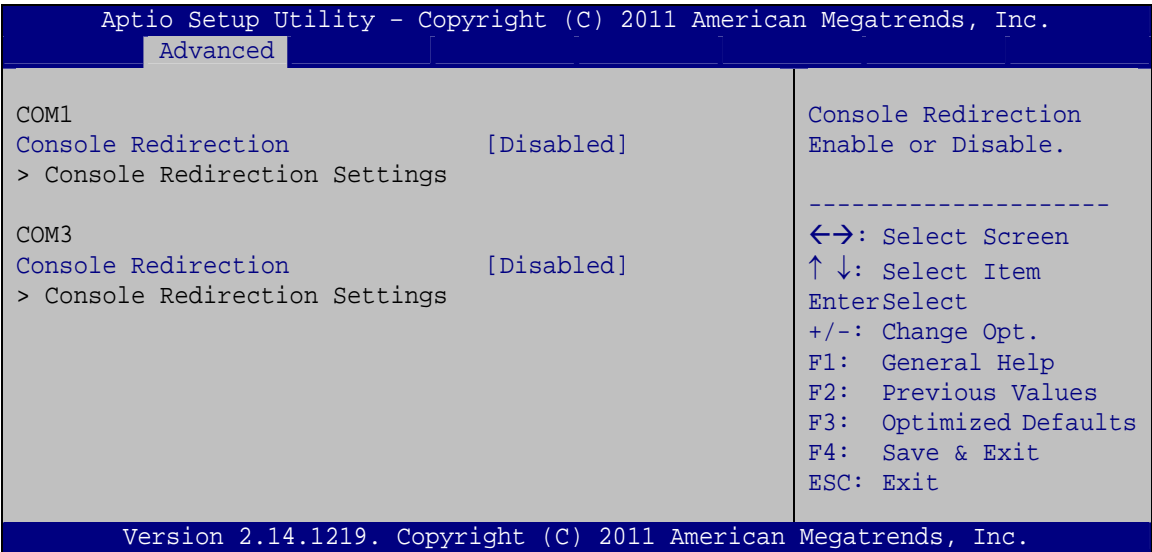 Aptio Setup Utility – Copyright (C) 2011 American Megatrends, Inc.
Advanced
COM1
Console Redirection [Disabled]
> Console Redirection Settings
COM3
Console Redirection [Disabled]
> Console Redirection Settings
Console Redirection
Enable or Disable.
---------------------
←→: Select Screen
↑ ↓: Select Item
EnterSelect
+/-: Change Opt.
F1: General Help
F2: Previous Values
F3: Optimized Defaults
F4: Save & Exit
ESC: Exit
Version 2.14.1219. Copyright (C) 2011 American Megatrends, Inc.